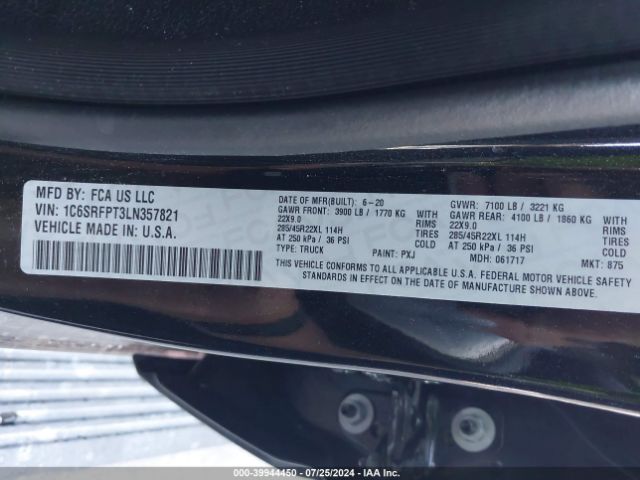 MFD BY: FCA US LLC
VIN: 1C6SRFPT3LN357821
VEHICLE MADE IN: U.S.A.
DATE OF MFR(BUILT): 6-20
GAWR FRONT: 3900 LB / 1770 KG WITH
22X9.0 RIMS
285/45R22XL 114H TIRES
AT 250 kPa / 36 PSI COLD
TYPE: TRUCK PAINT: PXJ
GVWR: 7100 LB / 3221 KG
GAWR REAR: 4100 LB / 1860 KG WITH
22X9.0 RIMS
285/45R22XL 114H TIRES
AT 250 kPa / 36 PSI COLD
MDH: 061717 MKT: 875
THIS VEHICLE CONFORMS TO ALL APPLICABLE U.S.A. FEDERAL MOTOR VEHICLE SAFETY
STANDARDS IN EFFECT ON THE DATE OF MANUFACTURE SHOWN ABOVE.
000-39944450 - 07/25/2024 - IAA Inc.